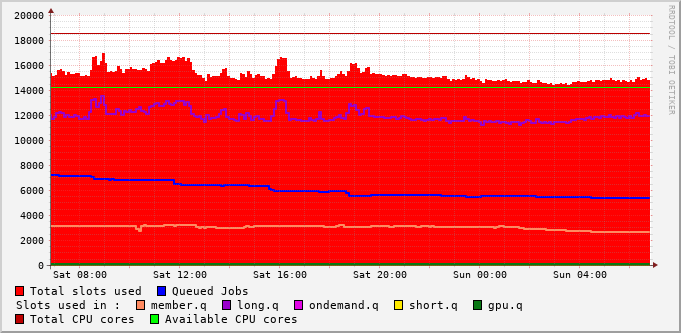 20000
18000
16000
14000
12000
10000
8000
6000
4000
2000
0
Sat 08:00 Sat 12:00 Sat 16:00 Sat 20:00 Sun 00:00 Sun 04:00
RRDTOOL / TOBI OETIKER
Total slots used Queued Jobs
Slots used in : member.q long.q ondemand.q short.q gpu.q
Total CPU cores Available CPU cores